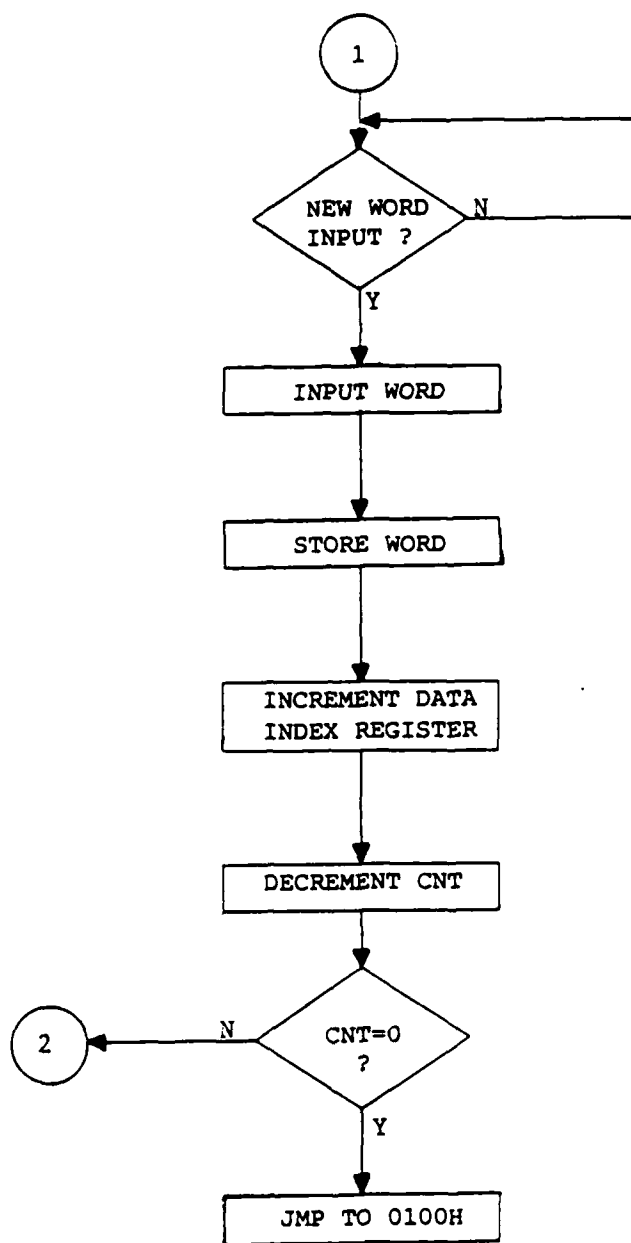 1
NEW WORD
INPUT ?
N
Y
INPUT WORD
STORE WORD
INCREMENT DATA
INDEX REGISTER
DECREMENT CNT
CNT=0
?
N
2
Y
JMP TO 0100H